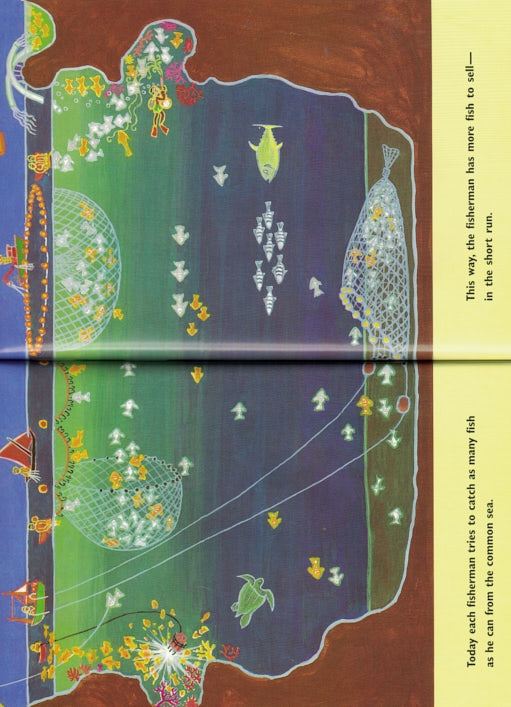 Today each fisherman tries to catch as many fish
as he can from the common sea.
This way, the fisherman has more fish to sell—
in the short run.